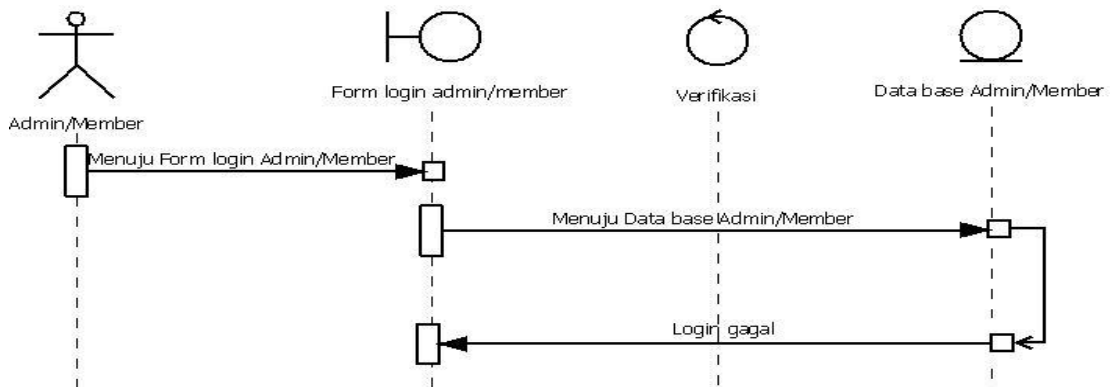 Form login admin/member
Verifikasi
Data base Admin/Member
Admin/Member
Menuju Form login Admin/Member
Menuju Data base Admin/Member
Login gagal